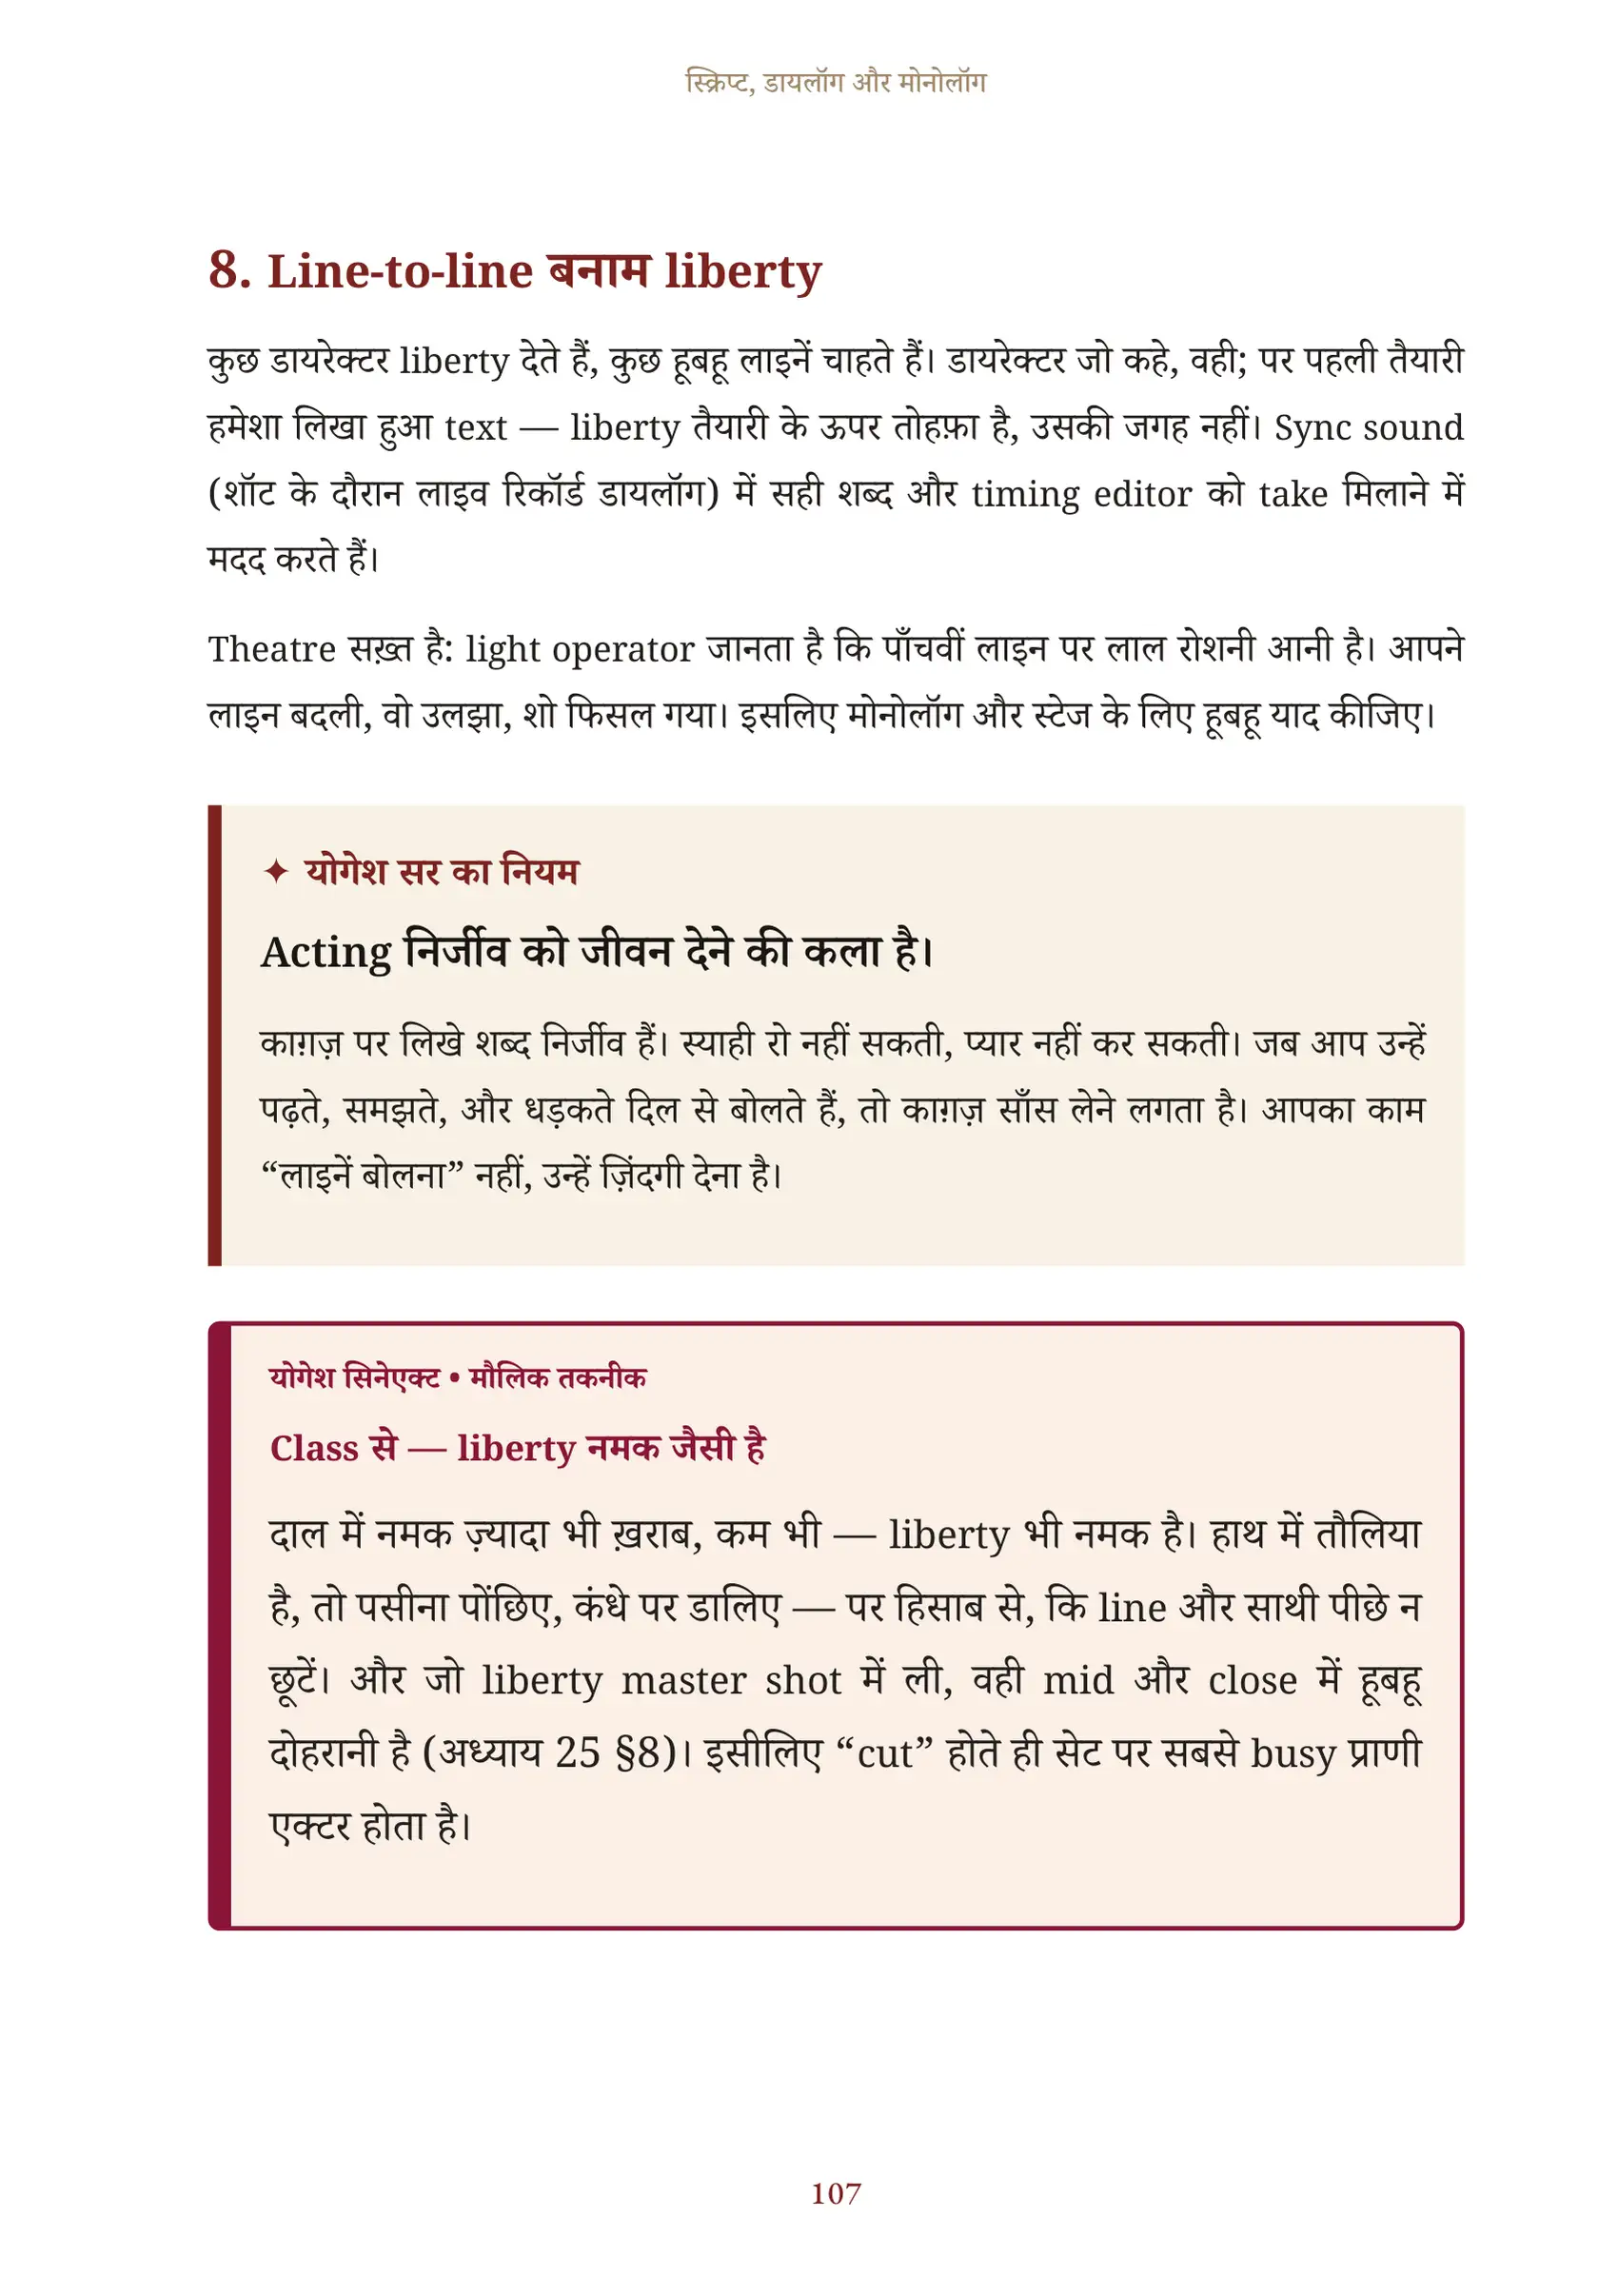 स्क्रिप्ट, डायलॉग और मोनोलॉग
8. Line-to-line बनाम liberty
कुछ डायरेक्टर liberty देते हैं, कुछ हूबहू लाइनें चाहते हैं। डायरेक्टर जो कहे, वही; पर पहली तैयारी
हमेशा लिखा हुआ text — liberty तैयारी के ऊपर तोहफ़ा है, उसकी जगह नहीं। Sync sound
(शॉट के दौरान लाइव रिकॉर्ड डायलॉग) में सही शब्द और timing editor को take मिलाने में
मदद करते हैं।
Theatre सख़्त है: light operator जानता है कि पाँचवीं लाइन पर लाल रोशनी आनी है। आपने
लाइन बदली, वो उलझा, शो फिसल गया। इसलिए मोनोलॉग और स्टेज के लिए हूबहू याद कीजिए।
✦ योगेश सर का नियम
Acting निर्जीव को जीवन देने की कला है।
काग़ज़ पर लिखे शब्द निर्जीव हैं। स्याही रो नहीं सकती, प्यार नहीं कर सकती। जब आप उन्हें
पढ़ते, समझते, और धड़कते दिल से बोलते हैं, तो काग़ज़ साँस लेने लगता है। आपका काम
“लाइनें बोलना” नहीं, उन्हें ज़िंदगी देना है।
योगेश सिनेएक्ट • मौलिक तकनीक
Class से — liberty नमक जैसी है
दाल में नमक ज़्यादा भी ख़राब, कम भी — liberty भी नमक है। हाथ में तौलिया
है, तो पसीना पोंछिए, कंधे पर डालिए — पर हिसाब से, कि line और साथी पीछे न
छूटें। और जो liberty master shot में ली, वही mid और close में हूबहू
दोहरानी है (अध्याय 25 §8)। इसीलिए “cut” होते ही सेट पर सबसे busy प्राणी
एक्टर होता है।
107